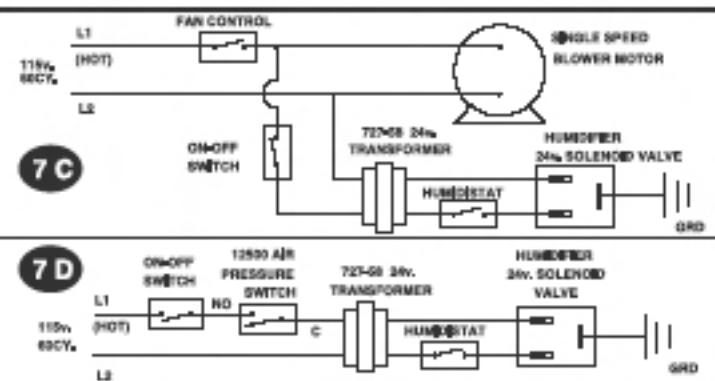 FAN CONTROL
L1
(HOT)
115v.
60CY.
L2
SINGLE SPEED
BLOWER MOTOR
7C
ON-OFF
SWITCH
727-58 24v.
TRANSFORMER
HUMIDISTAT
HUMIDIFIER
24v. SOLENOID VALVE
GRD
7D
ON-OFF
SWITCH
12500 AIR
PRESSURE
SWITCH
727-58 24v.
TRANSFORMER
HUMIDIFIER
24v. SOLENOID
VALVE
L1
(HOT)
NO
C
115v.
60CY.
HUMIDISTAT
L2
GRD